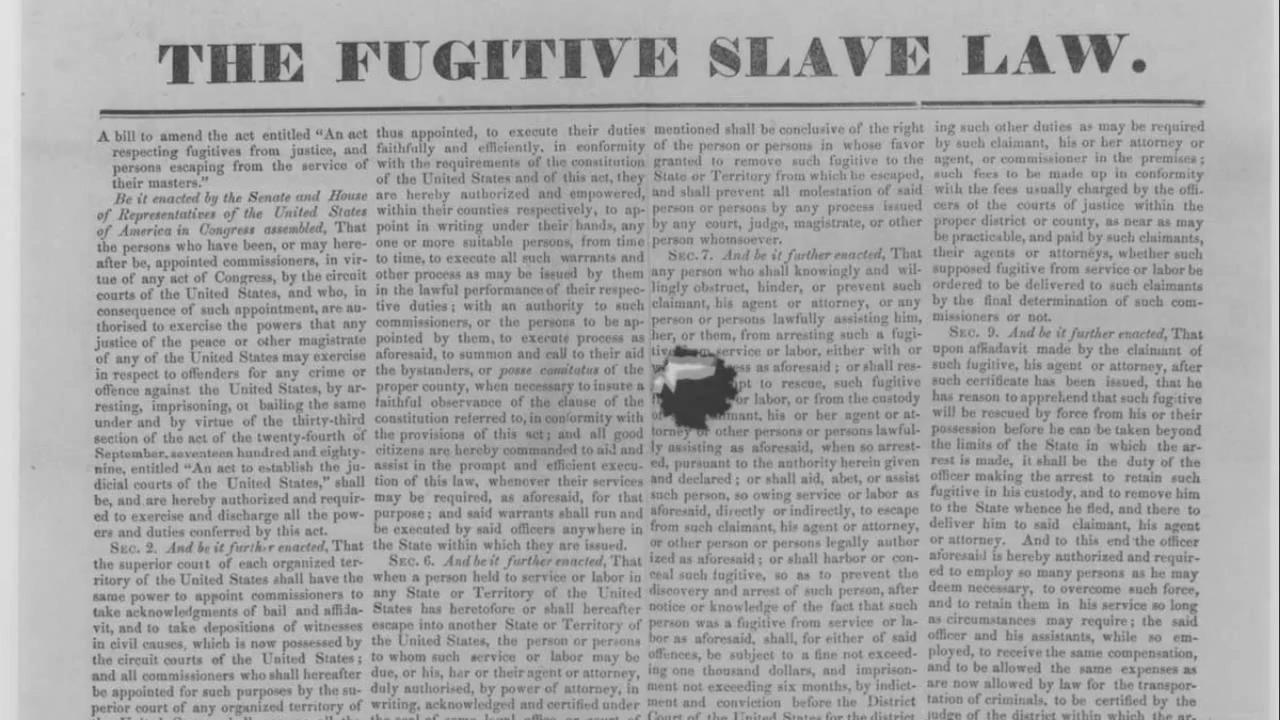 THE FUGITIVE SLAVE LAW.
A bill to amend the act entitled "An act
respecting fugitives from justice, and
persons escaping from the service of
their masters."
Be it enacted by the Senate and House
of Representatives of the United States
of America in Congress assembled, That
the persons who have been, or may here-
after be, appointed commissioners, in vir-
tue of any act of Congress, by the circuit
courts of the United States, and who, in
consequence of such appointment, are au-
thorised to exercise the powers that any
justice of the peace or other magistrate
of any of the United States may exercise
in respect to offenders for any crime or
offence against the United States, by ar-
resting, imprisoning, or bailing the same
under and by virtue of the thirty-third
section of the act of the twenty-fourth of
September, seventeen hundred and eighty-
nine, entitled "An act to establish the ju-
dicial courts of the United States," shall
be, and are hereby authorized and requir-
ed to exercise and discharge all the pow-
ers and duties conferred by this act.
SEC. 2. And be it further enacted, That
the superior court of each organized ter-
ritory of the United States shall have the
same power to appoint commissioners to
take acknowledgments of bail and affida-
vit, and to take depositions of witnesses
in civil causes, which is now possessed by
the circuit courts of the United States;
and all commissioners who shall hereafter
be appointed for such purposes by the su-
perior court of any organized territory of
thus appointed, to execute their duties
faithfully and efficiently, in conformity
with the requirements of the constitution
of the United States and of this act, they
are hereby authorized and empowered,
within their counties respectively, to ap-
point in writing under their hands, any
one or more suitable persons, from time
to time, to execute all such warrants and
other process as may be issued by them
in the lawful performance of their respec-
tive duties; with an authority to such
commissioners, or the persons to be ap-
pointed by them, to execute process as
aforesaid, to summon and call to their aid
the bystanders, or posse comitatus of the
proper county, when necessary to insure a
faithful observance of the clause of the
constitution referred to, in conformity with
the provisions of this act; and all good
citizens are hereby commanded to aid and
assist in the prompt and efficient execu-
tion of this law, whenever their services
may be required, as aforesaid, for that
purpose; and said warrants shall run and
be executed by said officers anywhere in
the State within which they are issued.
SEC. 6. And be it further enacted, That
when a person held to service or labor in
any State or Territory of the United
States has heretofore or shall hereafter
escape into another State or Territory of
the United States, the person or persons
to whom such service or labor may be
due, or his, her or their agent or attorney,
duly authorised, by power of attorney, in
writing, acknowledged and certified under
mentioned shall be conclusive of the right
of the person or persons in whose favor
granted to remove such fugitive to the
State or Territory from which he escaped,
and shall prevent all molestation of said
person or persons by any process issued
by any court, judge, magistrate, or other
person whomsoever.
SEC. 7. And be it further enacted, That
any person who shall knowingly and wil-
lingly obstruct, hinder, or prevent such
claimant, his agent or attorney, or any
person or persons lawfully assisting him,
her, or them, from arresting such a fugi-
service or labor, either with or
as aforesaid; or shall res-
to rescue, such fugitive
or labor, or from the custody
his or her agent or at-
torney or other persons or persons lawful-
ly assisting as aforesaid, when so arrest-
ed, pursuant to the authority herein given
and declared; or shall aid, abet, or assist
such person, so owing service or labor as
aforesaid, directly or indirectly, to escape
from such claimant, his agent or attorney,
or other person or persons legally author
ized as aforesaid; or shall harbor or con-
ceal such fugitive, so as to prevent the
discovery and arrest of such person, after
notice or knowledge of the fact that such
person was a fugitive from service or la-
bor as aforesaid, shall, for either of said
offences, be subject to a fine not exceed-
ing one thousand dollars, and imprison-
ment not exceeding six months, by indict-
ment and conviction before the District
Court of the United States for the district
ing such other duties as may be required
by such claimant, his or her attorney or
agent, or commissioner in the premises;
such fees to be made up in conformity
with the fees usually charged by the offi-
cers of the courts of justice within the
proper district or county, as near as may
be practicable, and paid by such claimants,
their agents or attorneys, whether such
supposed fugitive from service or labor be
ordered to be delivered to such claimants
by the final determination of such com-
missioners or not.
SEC. 9. And be it further enacted, That
upon affadavit made by the claimant of
such fugitive, his agent or attorney, after
such certificate has been issued, that he
has reason to apprehend that such fugitive
will be rescued by force from his or their
possession before he can be taken beyond
the limits of the State in which the ar-
rest is made, it shall be the duty of the
officer making the arrest to retain such
fugitive in his custody, and to remove him
to the State whence he fled, and there to
deliver him to said claimant, his agent
or attorney. And to this end the officer
aforesaid is hereby authorized and requir-
ed to employ so many persons as he may
deem necessary, to overcome such force,
and to retain them in his service so long
as circumstances may require; the said
officer and his assistants, while so em-
ployed, to receive the same compensation,
and to be allowed the same expenses as
are now allowed by law for the transpor-
tation of criminals, to be certified by the
judge of the district within which the